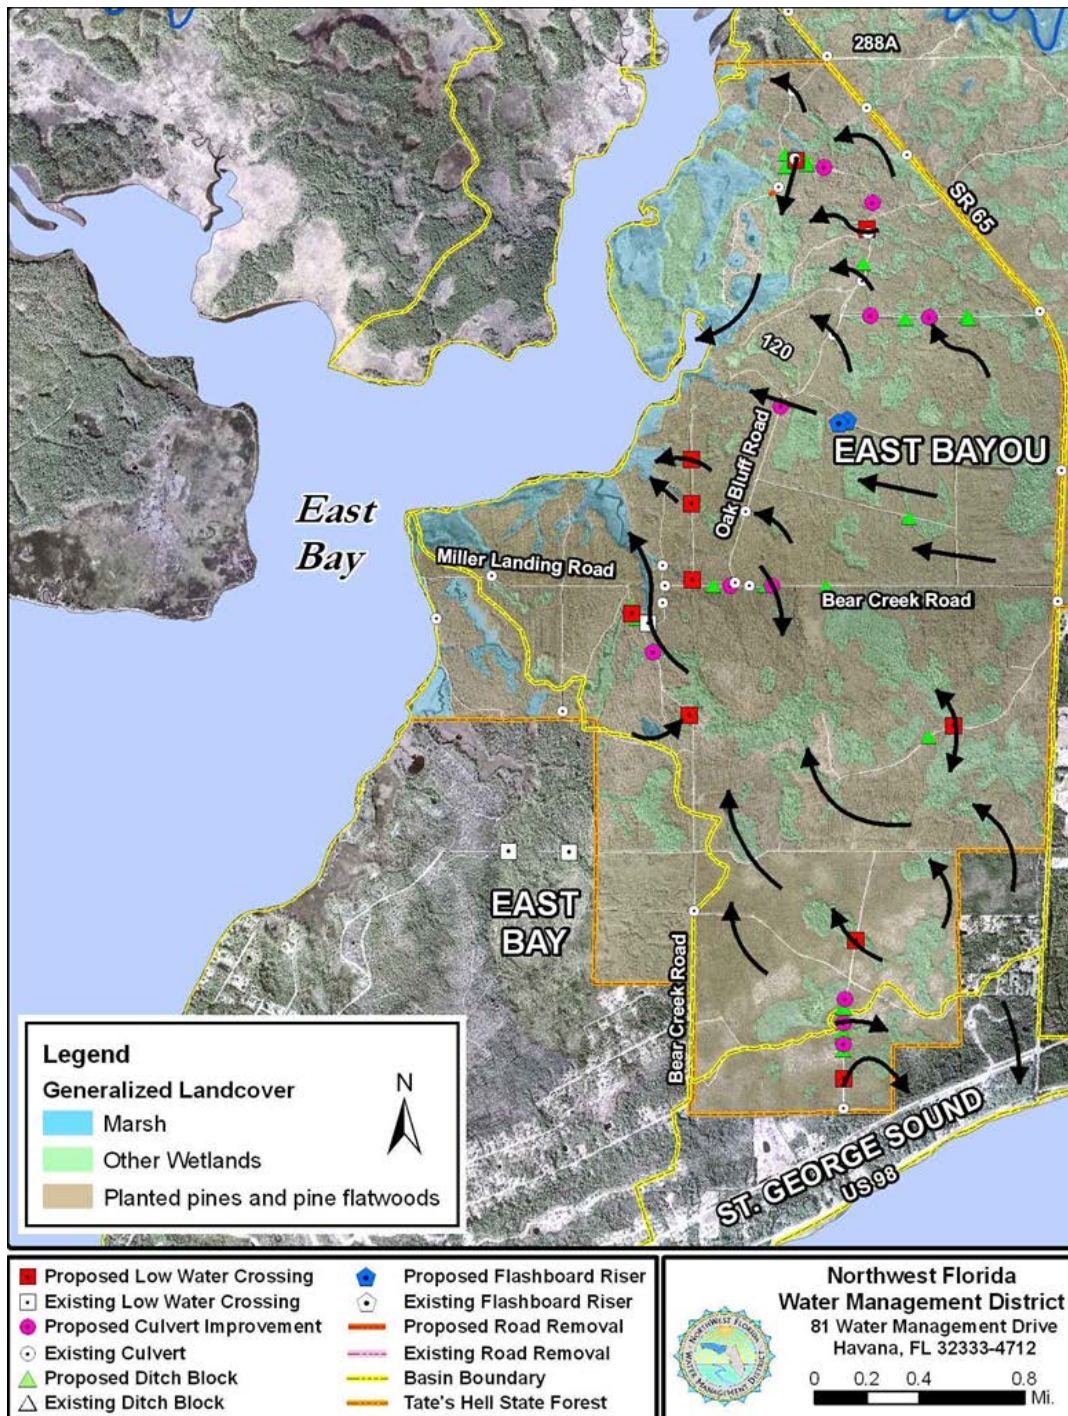 288A
SR 65
120
EAST BAYOU
Oak Bluff Road
East
Bay
Miller Landing Road
Bear Creek Road
EAST
BAY
Bear Creek Road
ST. GEORGE SOUND
US 98
Legend
Generalized Landcover
Marsh
Other Wetlands
Planted pines and pine flatwoods
N
Proposed Low Water Crossing
Existing Low Water Crossing
Proposed Culvert Improvement
Existing Culvert
Proposed Ditch Block
Existing Ditch Block
Proposed Flashboard Riser
Existing Flashboard Riser
Proposed Road Removal
Existing Road Removal
Basin Boundary
Tate's Hell State Forest
NORTHWEST FLORIDA
WATER MANAGEMENT DISTRICT
Northwest Florida
Water Management District
81 Water Management Drive
Havana, FL 32333-4712
0 0.2 0.4 0.8
Mi.